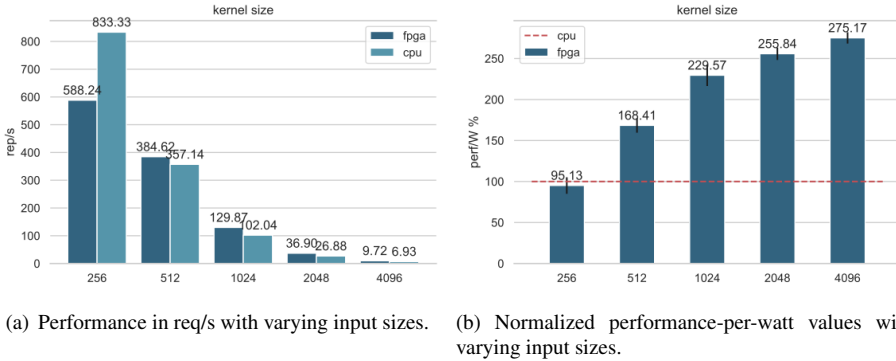 kernel size
833.33
588.24
384.62
357.14
129.87
102.04
36.90
26.88
9.72
6.93
fpga
cpu
rep/s
800
700
600
500
400
300
200
100
0
256 512 1024 2048 4096
(a) Performance in req/s with varying input sizes.
kernel size
cpu
fpga
275.17
255.84
229.57
168.41
95.13
perf/W %
250
200
150
100
50
0
256 512 1024 2048 4096
(b) Normalized performance-per-watt values wi
varying input sizes.